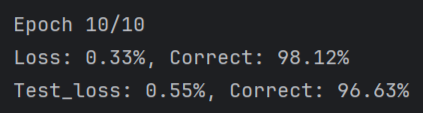 Epoch 10/10
Loss: 0.33%, Correct: 98.12%
Test_loss: 0.55%, Correct: 96.63%